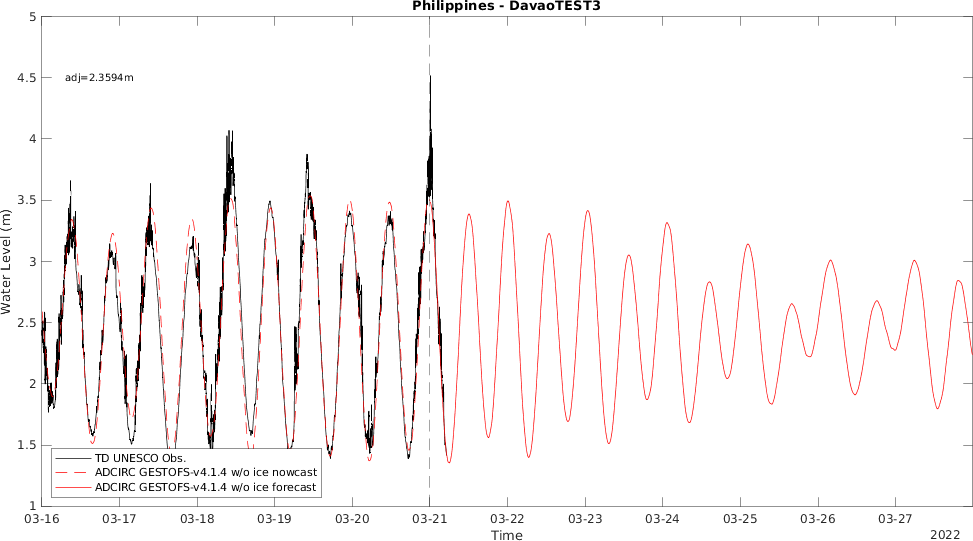 Philippines - DavaoTEST3
5
4.5
adj=2.3594m
4
3.5
3
Water Level (m)
2.5
2
1.5
1
TD UNESCO Obs.
ADCIRC GESTOFS-v4.1.4 w/o ice nowcast
ADCIRC GESTOFS-v4.1.4 w/o ice forecast
03-16 03-17 03-18 03-19 03-20 03-21 03-22 03-23 03-24 03-25 03-26 03-27
Time
2022